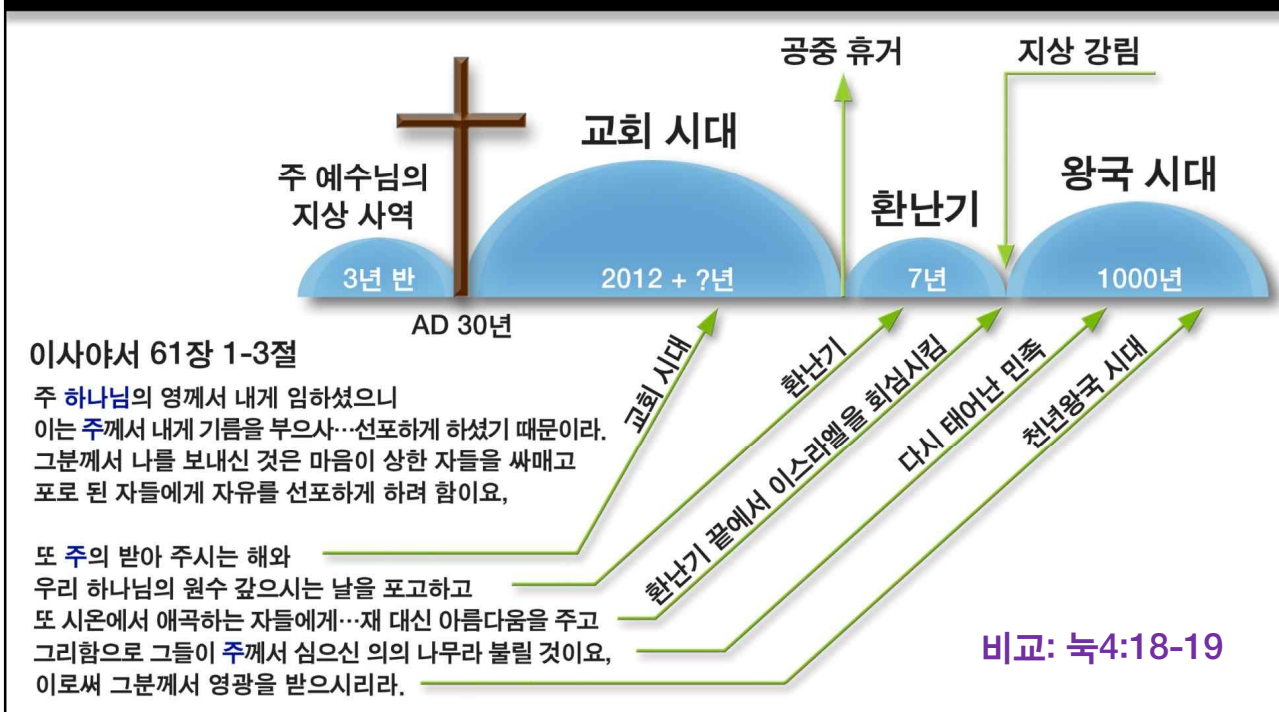 공중 휴거
지상 강림
교회 시대
왕국 시대
주 예수님의
지상 사역
환난기
3년 반
2012 + ?년
7년
1000년
AD 30년
이사야서 61장 1-3절
주 하나님의 영께서 내게 임하셨으니
이는 주께서 내게 기름을 부으사…선포하게 하셨기 때문이라.
그분께서 나를 보내신 것은 마음이 상한 자들을 싸매고
포로 된 자들에게 자유를 선포하게 하려 함이요,
또 주의 받아 주시는 해와
우리 하나님의 원수 갚으시는 날을 포고하고
또 시온에서 애곡하는 자들에게…재 대신 아름다움을 주고
그리함으로 그들이 주께서 심으신 의의 나무라 불릴 것이요,
이로써 그분께서 영광을 받으시리라.
교회 시대
환난기
환난기 끝에서 이스라엘을 회심시킴
다시 태어난 민족
천년왕국 시대
비교: 눅4:18-19